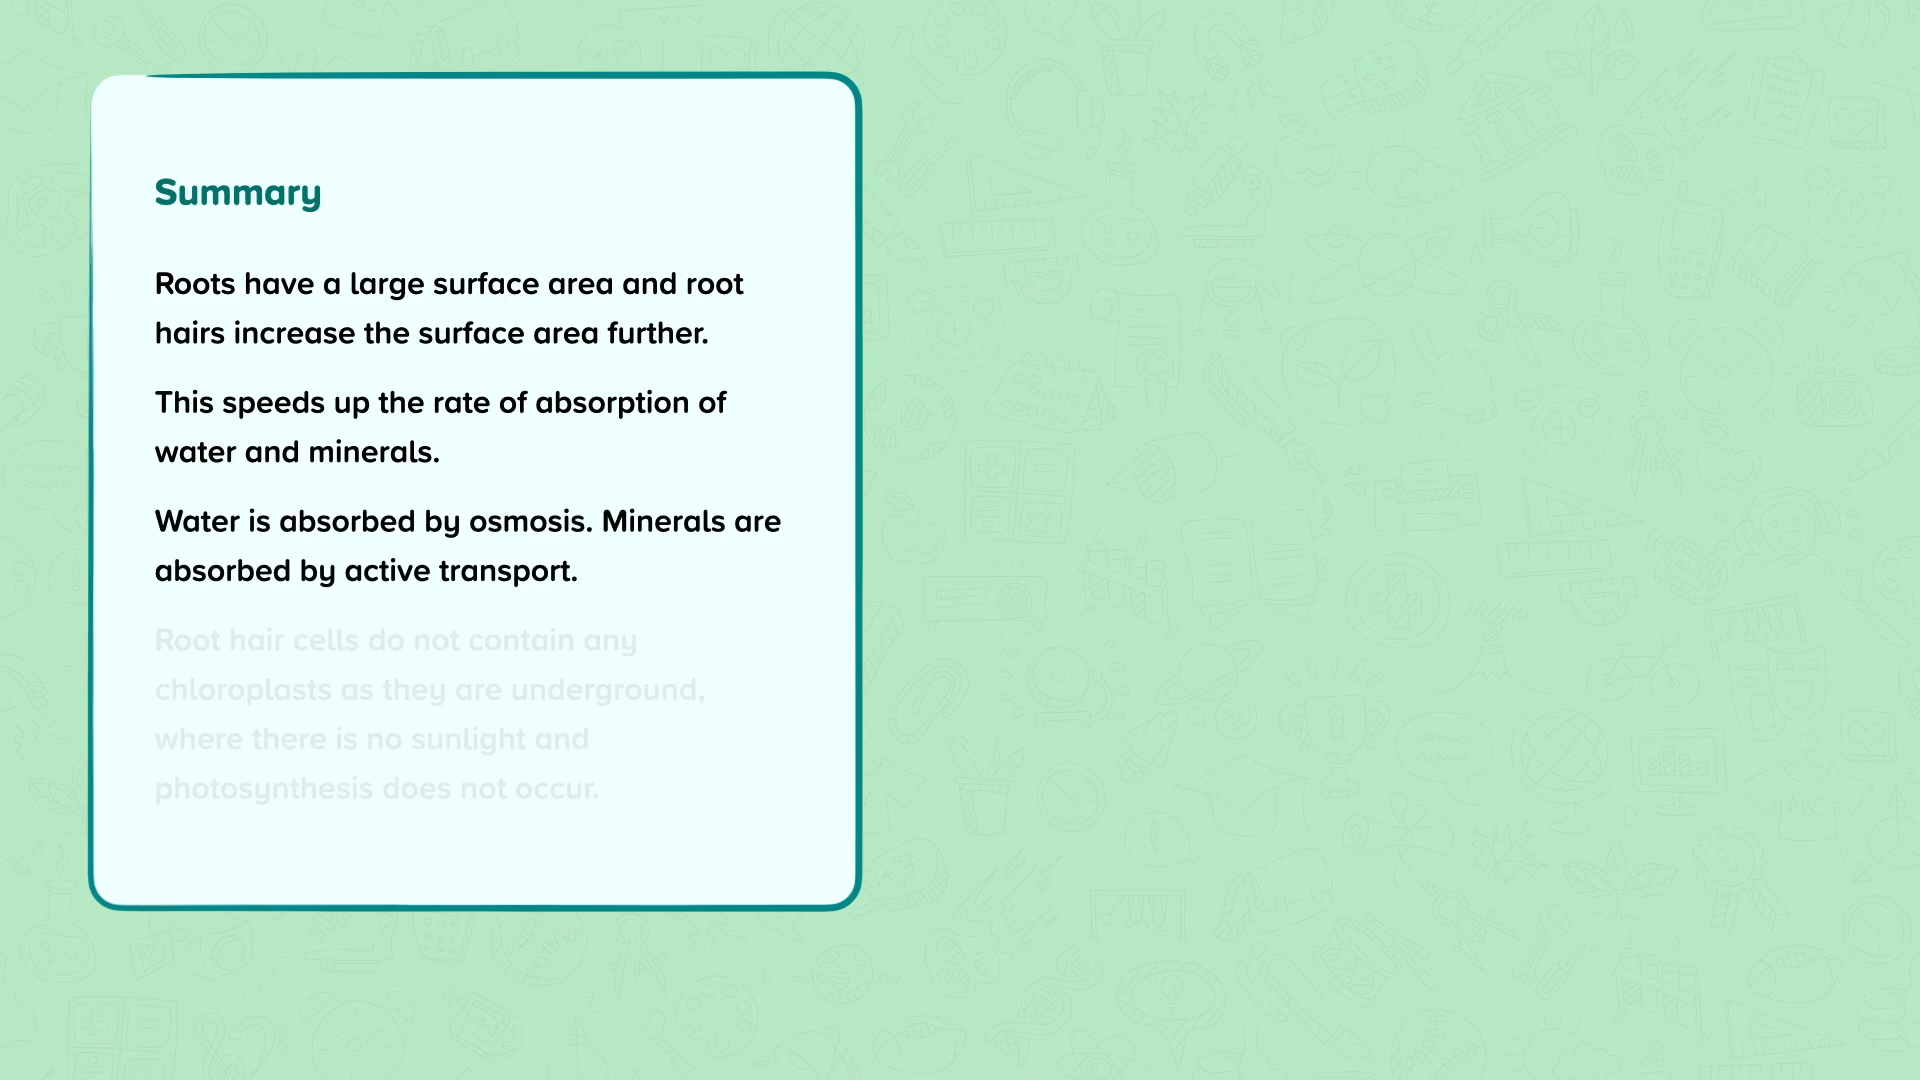 Summary
Roots have a large surface area and root
hairs increase the surface area further.
This speeds up the rate of absorption of
water and minerals.
Water is absorbed by osmosis. Minerals are
absorbed by active transport.
Root hair cells do not contain any
chloroplasts as they are underground,
where there is no sunlight and
photosynthesis does not occur.